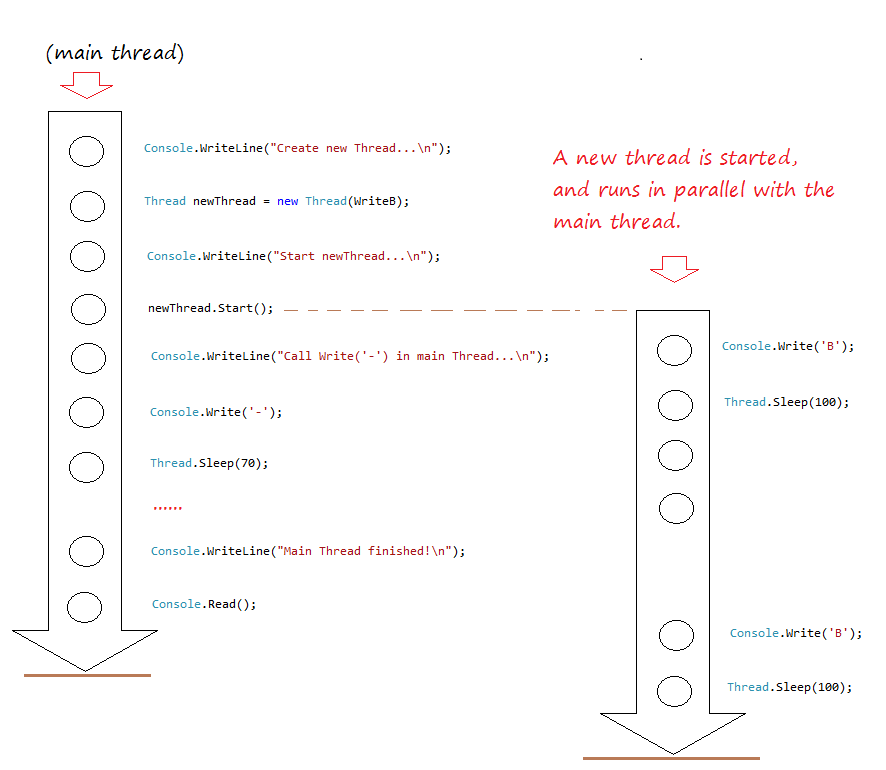 (main thread)
Console.WriteLine("Create new Thread...\n");
Thread newThread = new Thread(WriteB);
Console.WriteLine("Start newThread...\n");
newThread.Start();
Console.WriteLine("Call Write('-') in main Thread...\n");
Console.Write('-');
Thread.Sleep(70);
......
Console.WriteLine("Main Thread finished!\n");
Console.Read();
A new thread is started,
and runs in parallel with the
main thread.
Console.Write('B');
Thread.Sleep(100);
Console.Write('B');
Thread.Sleep(100);